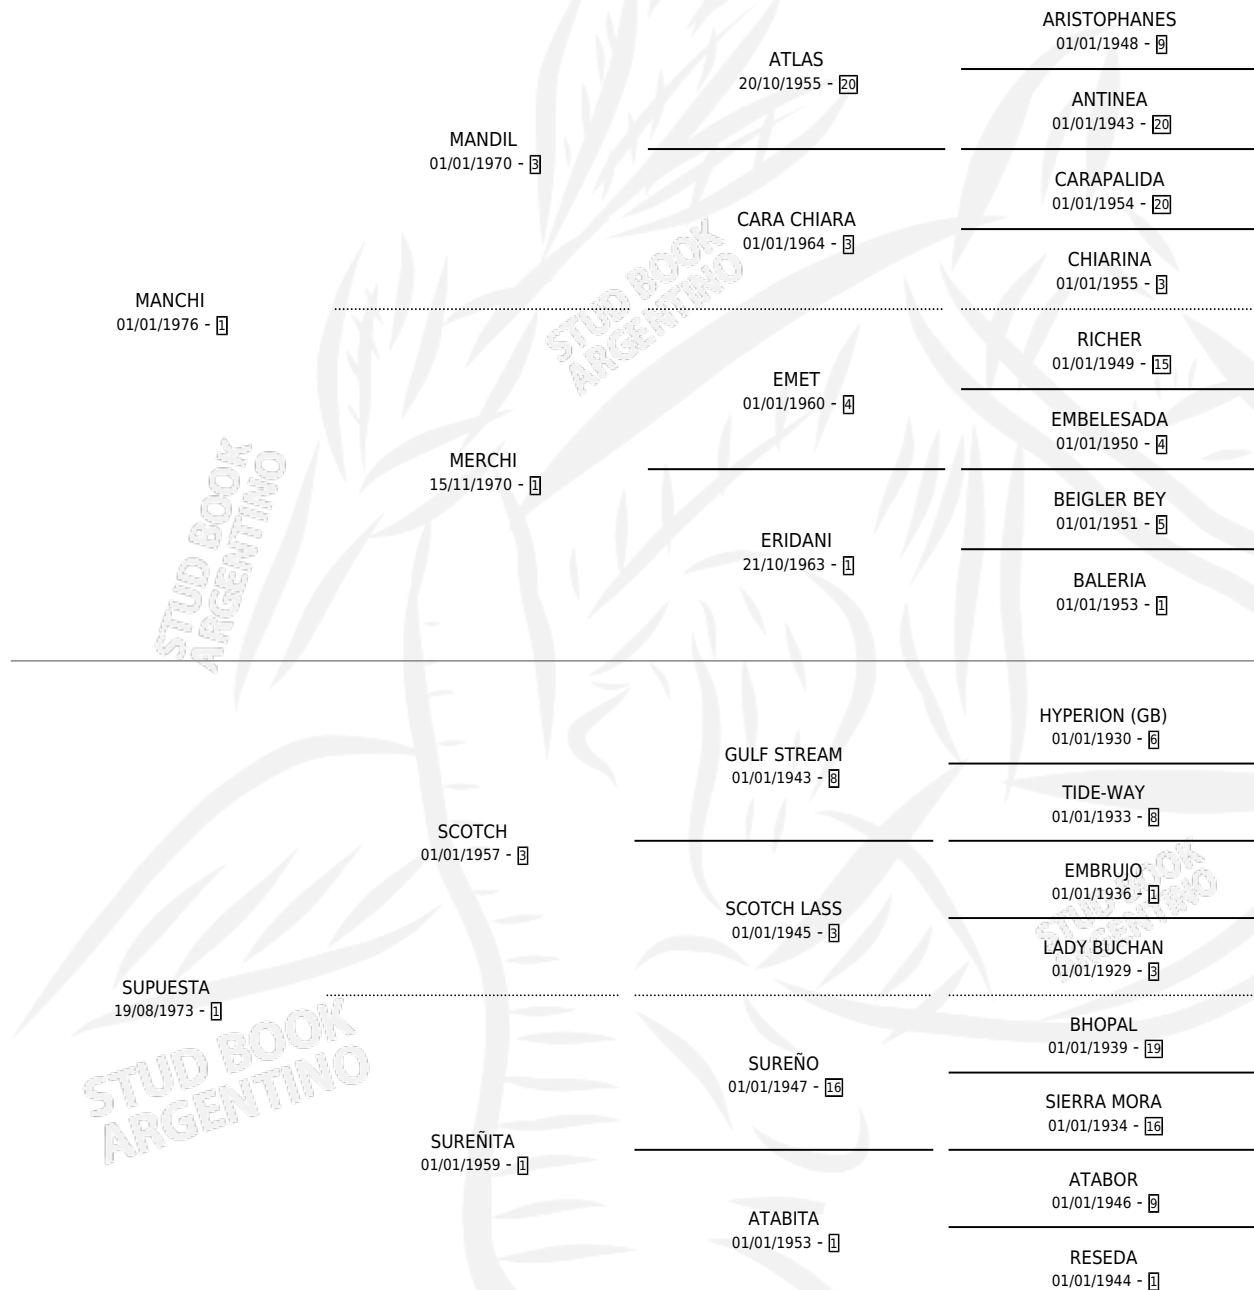 ARISTOPHANES
01/01/1948 - 9
ATLAS
20/10/1955 - 20
ANTINEA
01/01/1943 - 20
MANDIL
01/01/1970 - 3
CARAPALIDA
01/01/1954 - 20
CARA CHIARA
01/01/1964 - 3
CHIARINA
01/01/1955 - 3
MANCHI
01/01/1976 - 1
RICHER
01/01/1949 - 15
EMET
01/01/1960 - 4
EMBELESADA
01/01/1950 - 4
MERCHI
15/11/1970 - 1
BEIGLER BEY
01/01/1951 - 5
ERIDANI
21/10/1963 - 1
BALERIA
01/01/1953 - 1
STUD BOOK
ARGENTINO
STUD BOOK
ARGENTINO
HYPERION (GB)
01/01/1930 - 6
GULF STREAM
01/01/1943 - 8
TIDE-WAY
01/01/1933 - 8
SCOTCH
01/01/1957 - 3
EMBRUJO
01/01/1936 - 1
SCOTCH LASS
01/01/1945 - 3
LADY BUCHAN
01/01/1929 - 3
SUPUESTA
19/08/1973 - 1
BHOPAL
01/01/1939 - 19
SUREÑO
01/01/1947 - 16
SIERRA MORA
01/01/1934 - 16
SUREÑITA
01/01/1959 - 1
ATABOR
01/01/1946 - 9
ATABITA
01/01/1953 - 1
RESEDA
01/01/1944 - 1
STUD BOOK
ARGENTINO
STUD BOOK
ARGENTINO